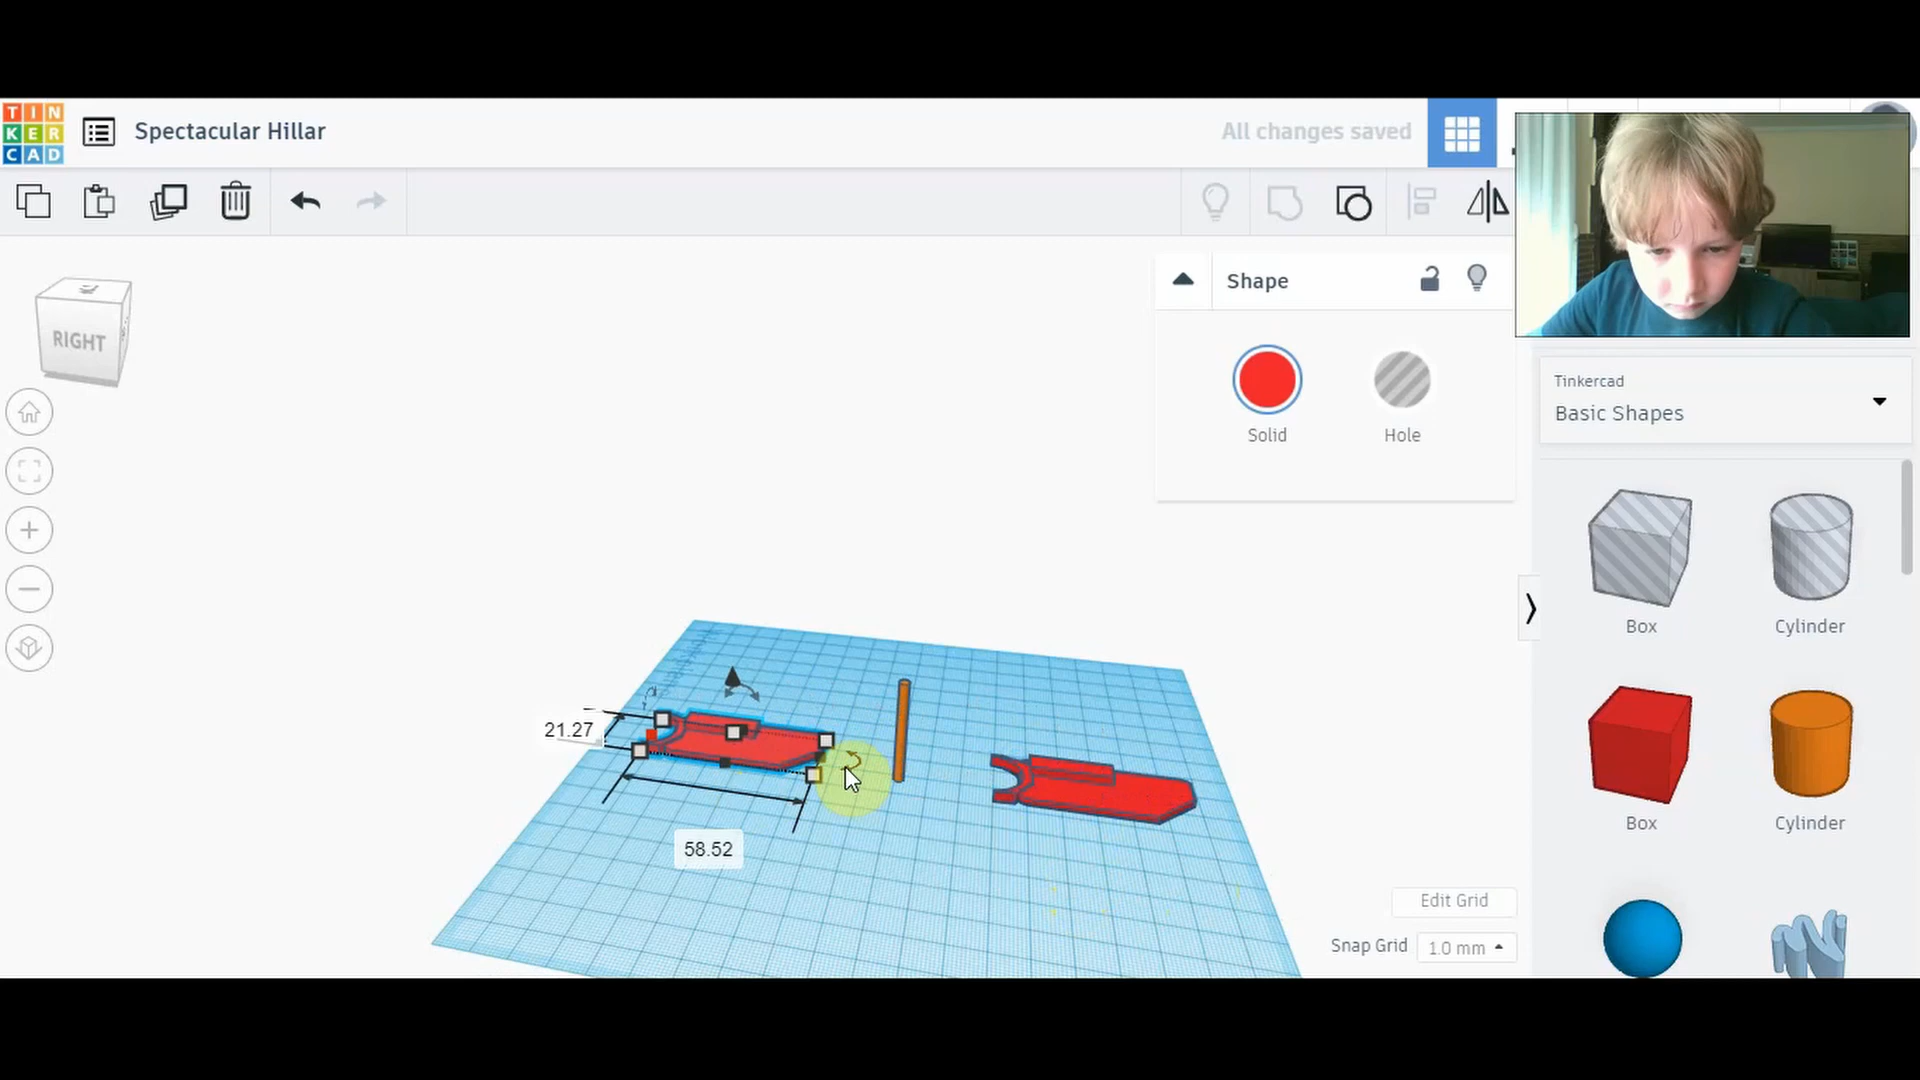 TIN
KER
CAD
Spectacular Hillar
All changes saved
RIGHT
Shape
Solid
Hole
Tinkercad
Basic Shapes
Box
Cylinder
Box
Cylinder
21.27
58.52
Edit Grid
Snap Grid
1.0 mm